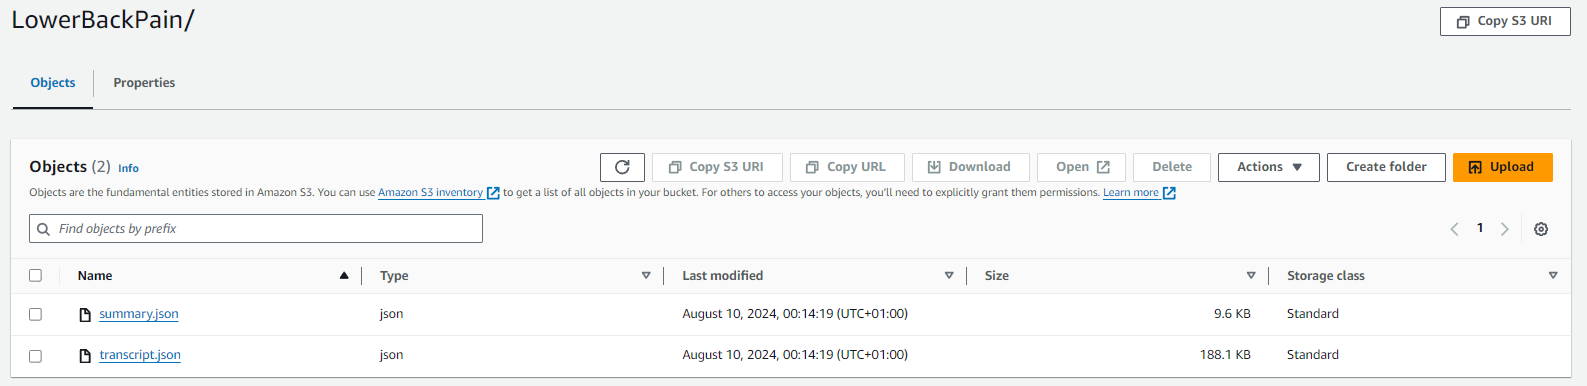 LowerBackPain/
Copy S3 URI
Objects
Properties
Objects (2) Info
Copy S3 URI
Copy URL
Download
Open
Delete
Actions
Create folder
Upload
Objects are the fundamental entities stored in Amazon S3. You can use Amazon S3 inventory to get a list of all objects in your bucket. For others to access your objects, you'll need to explicitly grant them permissions. Learn more
Find objects by prefix
1
Name Type Last modified Size Storage class
summary.json json August 10, 2024, 00:14:19 (UTC+01:00) 9.6 KB Standard
transcript.json json August 10, 2024, 00:14:19 (UTC+01:00) 188.1 KB Standard